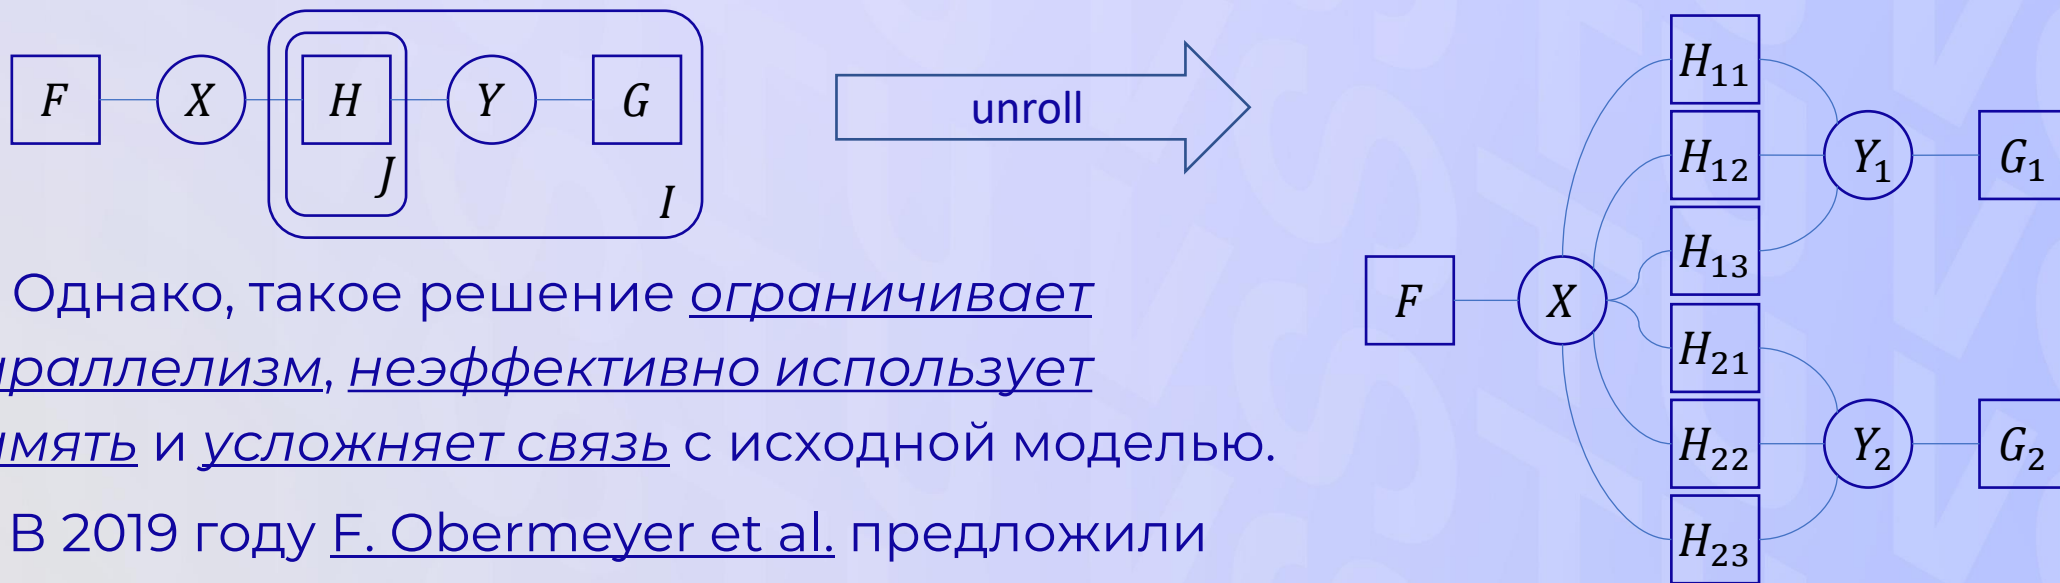 F X H Y G
J
I
unroll
H₁₁
H₁₂ Y₁ G₁
H₁₃
F X
H₂₁
H₂₂ Y₂ G₂
H₂₃
Однако, такое решение ограничивает
раллелизм, неэффективно использует
мять и усложняет связь с исходной моделью.
В 2019 году F. Obermeyer et al. предложили